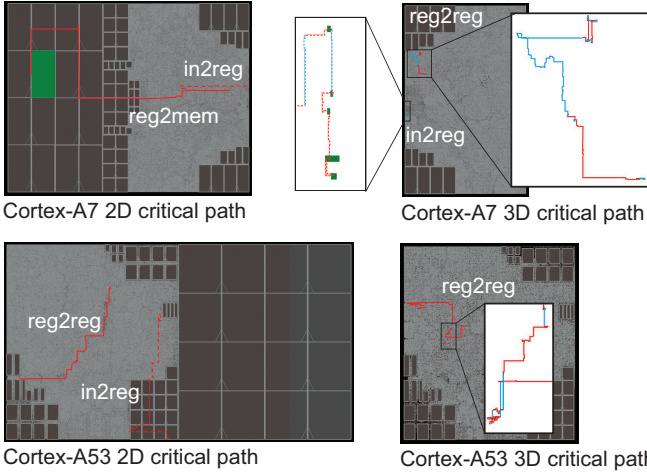 in2reg
reg2mem
Cortex-A7 2D critical path
reg2reg
in2reg
Cortex-A7 3D critical path
reg2reg
in2reg
Cortex-A53 2D critical path
reg2reg
Cortex-A53 3D critical path